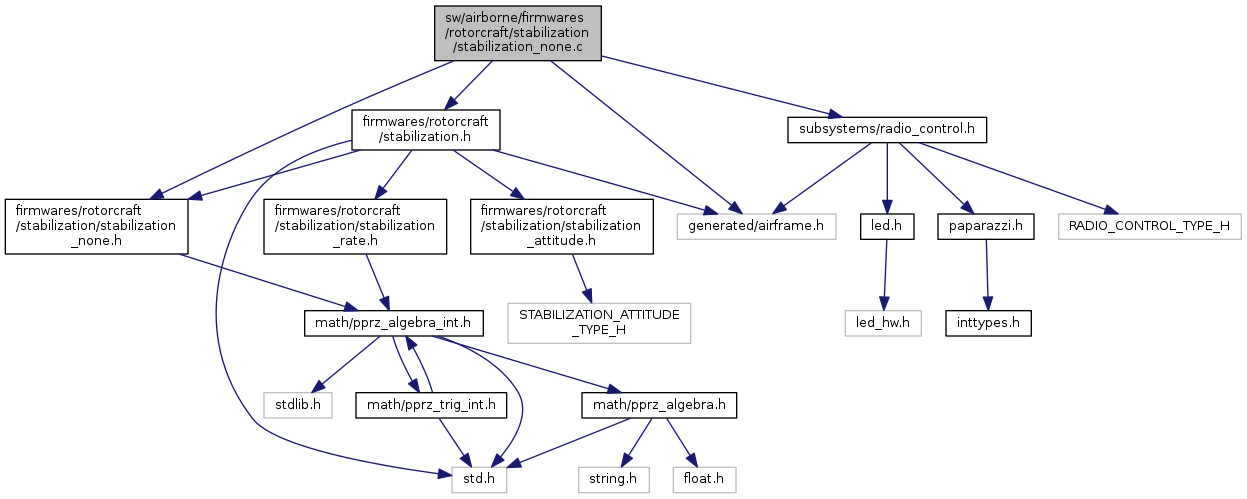 sw/airborne/firmwares
/rotorcraft/stabilization
/stabilization_none.c
firmwares/rotorcraft
/stabilization.h
subsystems/radio_control.h
firmwares/rotorcraft
/stabilization/stabilization
_none.h
firmwares/rotorcraft
/stabilization/stabilization
_rate.h
firmwares/rotorcraft
/stabilization/stabilization
_attitude.h
generated/airframe.h
led.h
paparazzi.h
RADIO_CONTROL_TYPE_H
math/pprz_algebra_int.h
STABILIZATION_ATTITUDE
_TYPE_H
led_hw.h
inttypes.h
stdlib.h
math/pprz_trig_int.h
math/pprz_algebra.h
std.h
string.h
float.h